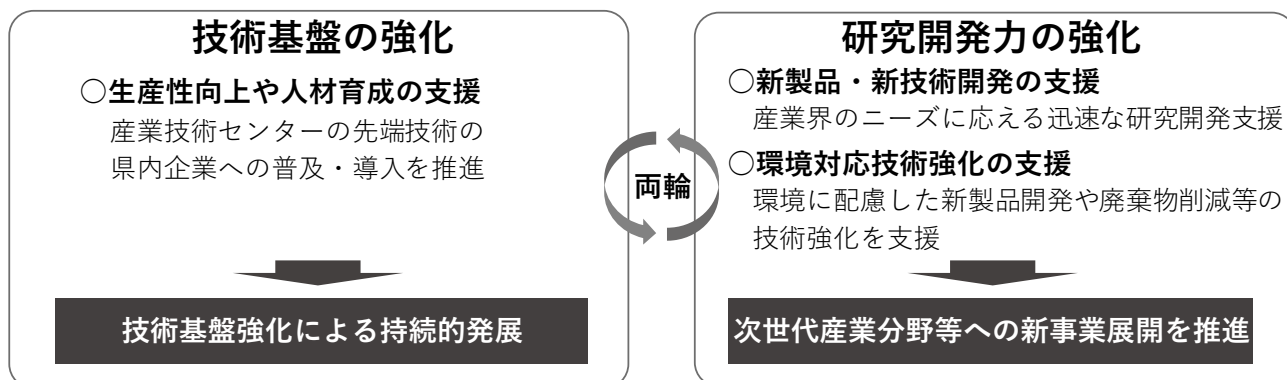 技術基盤の強化
○生産性向上や人材育成の支援
産業技術センターの先端技術の
県内企業への普及・導入を推進
技術基盤強化による持続的発展
両輪
研究開発力の強化
○新製品・新技術開発の支援
産業界のニーズに応える迅速な研究開発支援
○環境対応技術強化の支援
環境に配慮した新製品開発や廃棄物削減等の
技術強化を支援
次世代産業分野等への新事業展開を推進